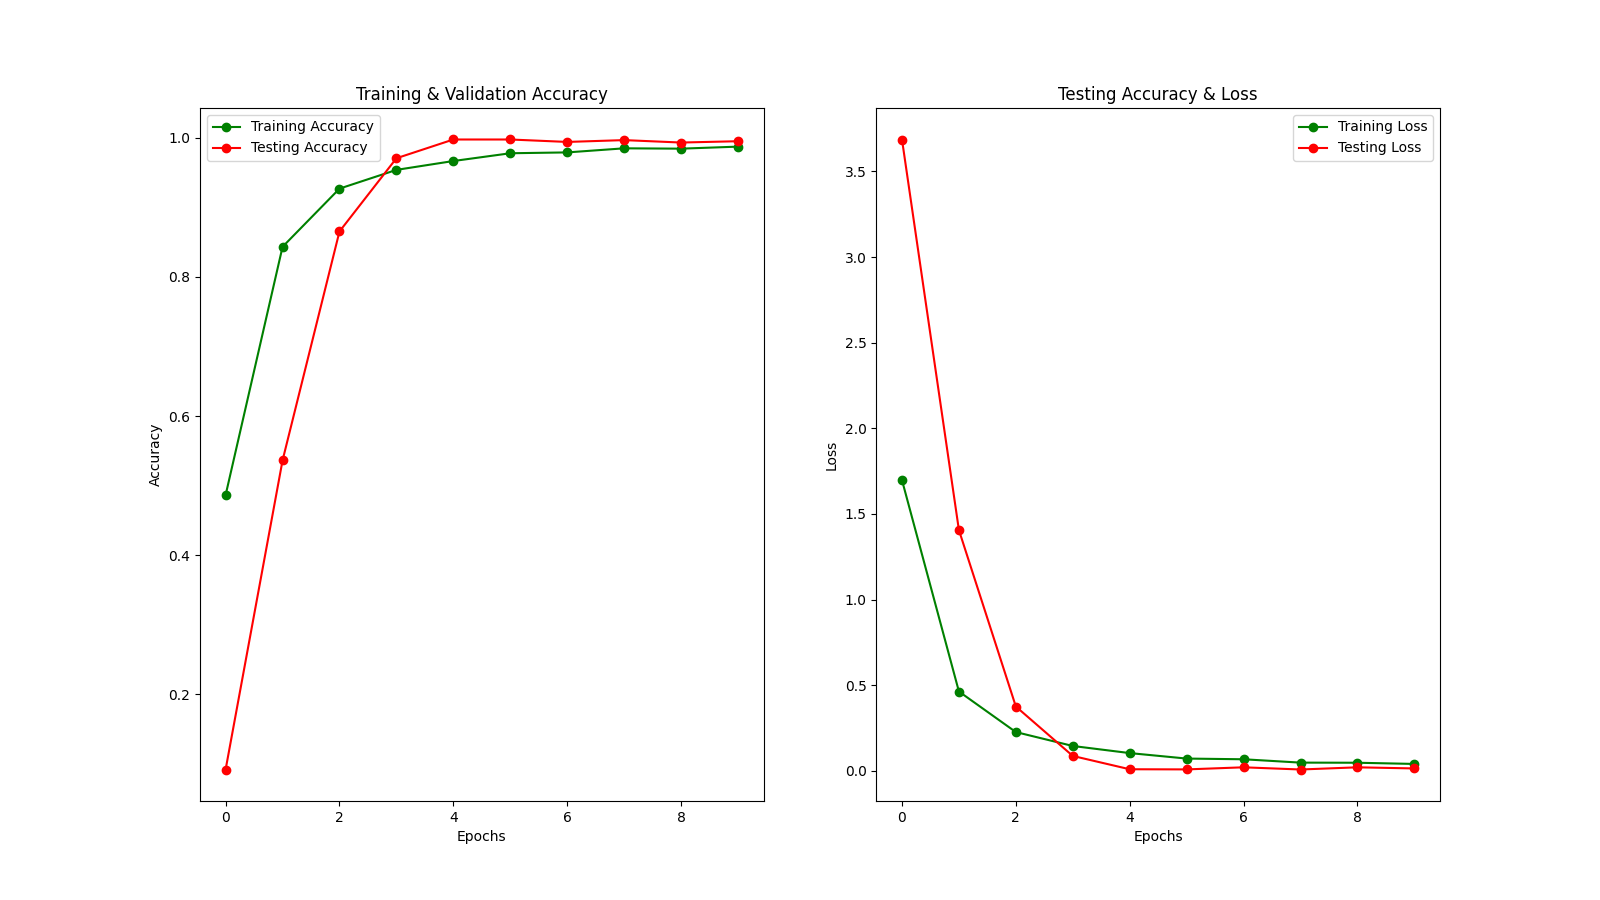 Training & Validation Accuracy
Training Accuracy
Testing Accuracy
1.0
0.8
0.6
0.4
0.2
Accuracy
0 2 4 6 8
Epochs
Testing Accuracy & Loss
Training Loss
Testing Loss
3.5
3.0
2.5
2.0
1.5
1.0
0.5
0.0
Loss
0 2 4 6 8
Epochs